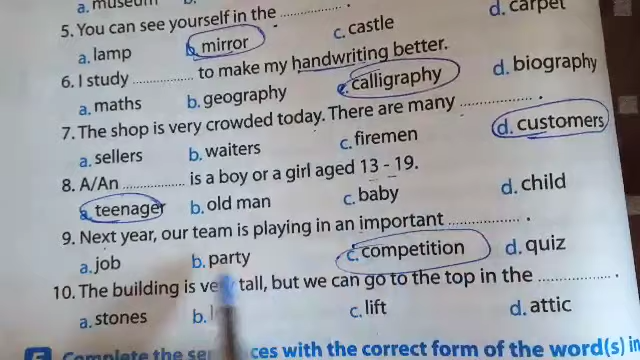 a. museum b.
5. You can see yourself in the .............. .
a. lamp b. mirror c. castle d. carpet
6. I study .............. to make my handwriting better.
a. maths b. geography c. calligraphy d. biography
7. The shop is very crowded today. There are many .............. .
a. sellers b. waiters c. firemen d. customers
8. A/An .............. is a boy or a girl aged 13 - 19.
a. teenager b. old man c. baby d. child
9. Next year, our team is playing in an important .............. .
a. job b. party c. competition d. quiz
10. The building is very tall, but we can go to the top in the .............. .
a. stones b. c. lift d. attic
Complete the ces with the correct form of the word(s) in